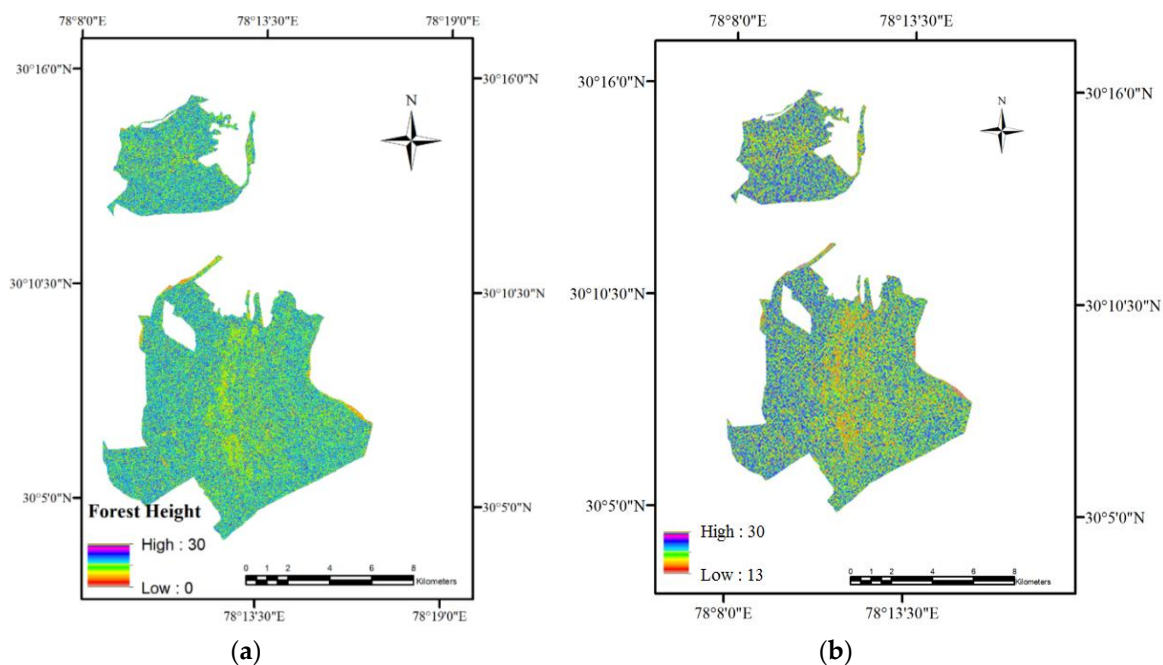 78°8'0"E 78°13'30"E 78°19'0"E
30°16'0"N
30°16'0"N
N
30°10'30"N
30°10'30"N
30°5'0"N
30°5'0"N
Forest Height
High : 30
Low : 0
0 1 2 4 6 8
Kilometers
78°13'30"E 78°19'0"E
(a)
78°8'0"E 78°13'30"E
30°16'0"N
30°16'0"N
N
30°10'30"N
30°10'30"N
30°5'0"N
30°5'0"N
High : 30
Low : 13
0 1 2 4 6 8
Kilometers
78°8'0"E 78°13'30"E
(b)